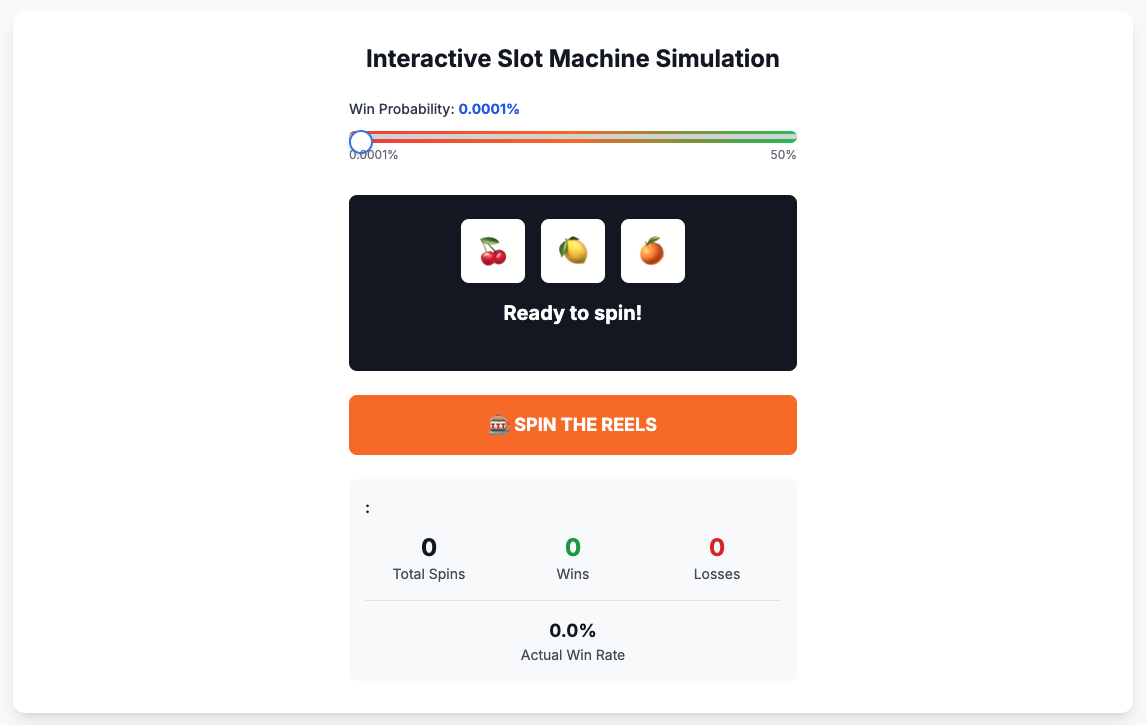 Interactive Slot Machine Simulation
Win Probability: 0.0001%
0.0001% 50%
Ready to spin!
🎰 SPIN THE REELS
:
0 0 0
Total Spins Wins Losses
0.0%
Actual Win Rate